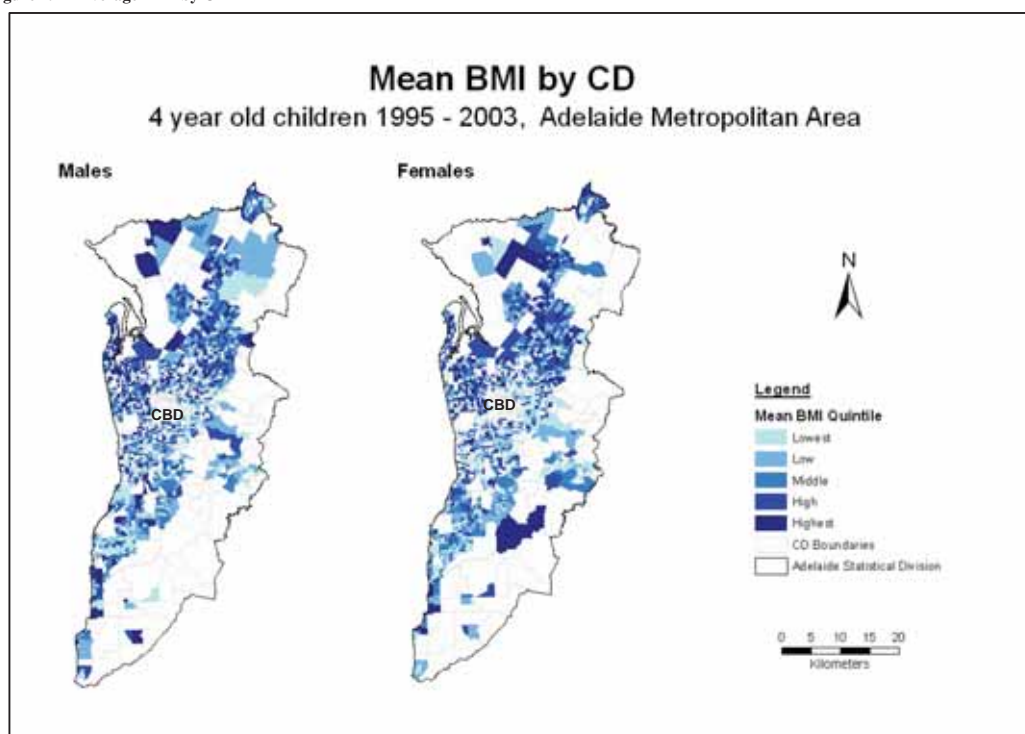 Mean BMI by CD
4 year old children 1995 - 2003, Adelaide Metropolitan Area
Males
Females
N
CBD
CBD
Legend
Mean BMI Quintile
Lowest
Low
Middle
High
Highest
CD Boundaries
Adelaide Statistical Division
0 5 10 15 20
Kilometers